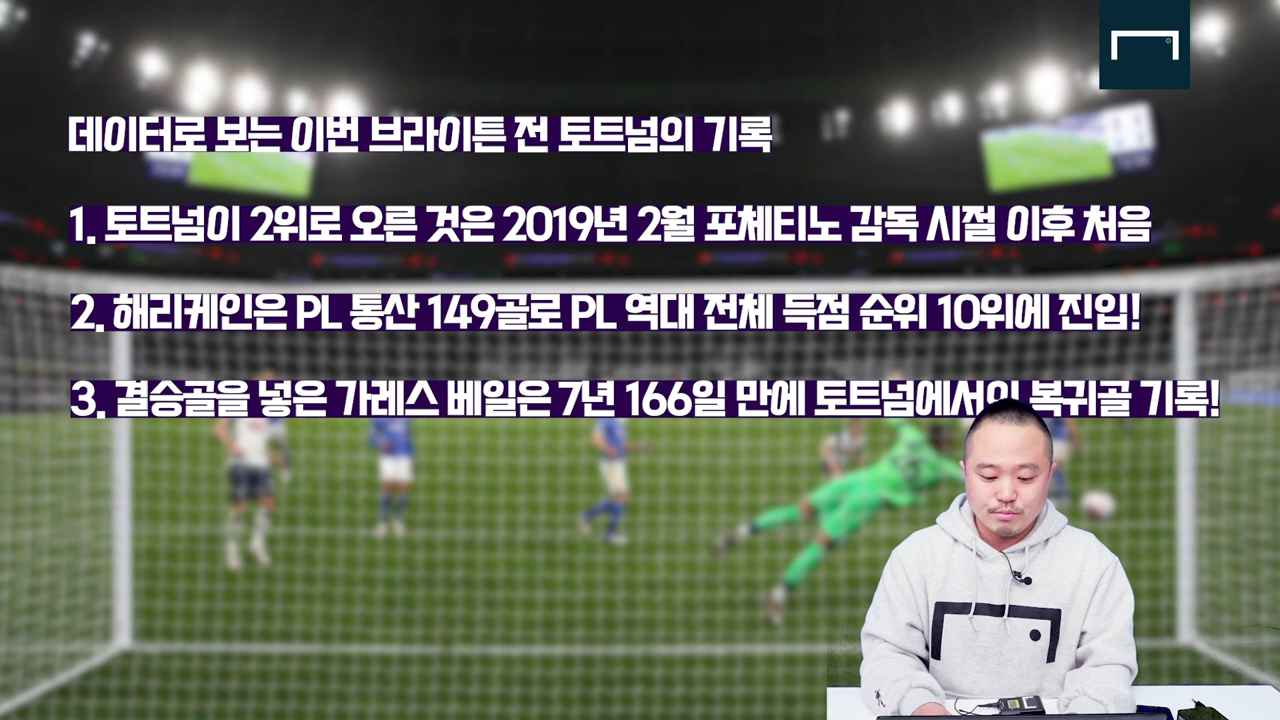 데이터로 보는 이번 브라이튼 전 토트넘의 기록
1. 토트넘이 2위로 오른 것은 2019년 2월 포체티노 감독 시절 이후 처음
2. 해리케인은 PL 통산 149골로 PL 역대 전체 득점 순위 10위에 진입!
3. 결승골을 넣은 가레스 베일은 7년 166일 만에 토트넘에서의 복귀골 기록!